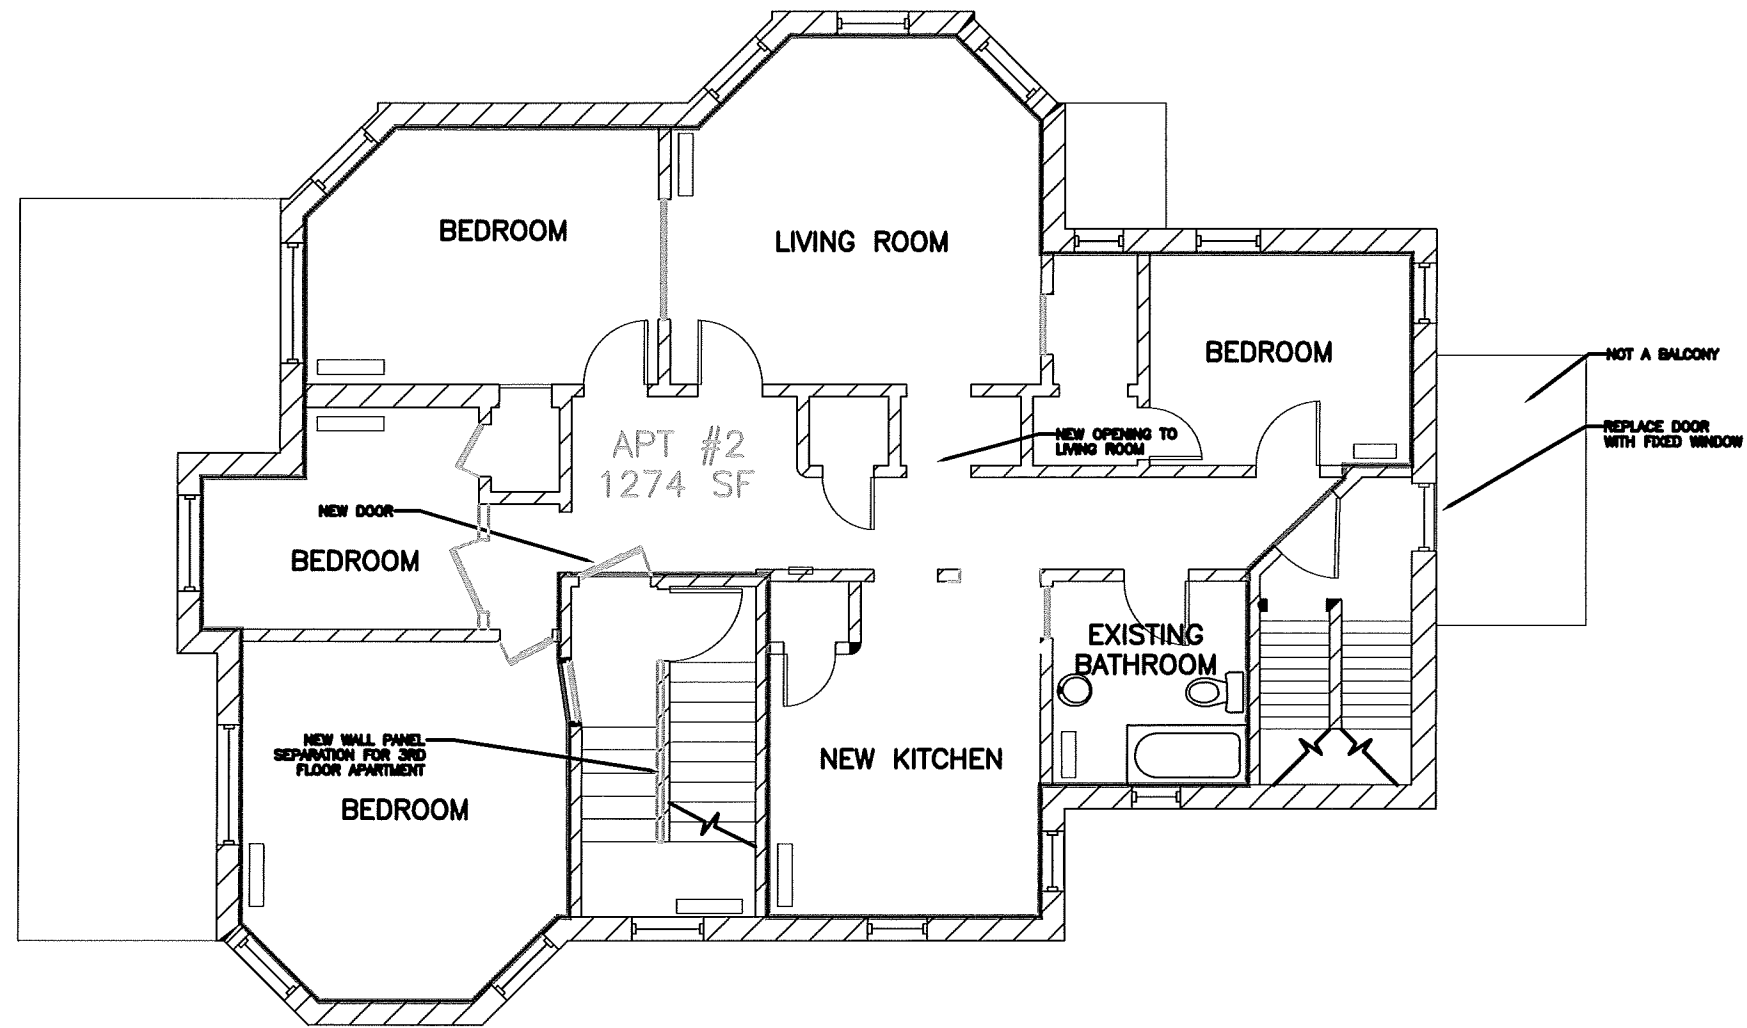 BEDROOM
LIVING ROOM
BEDROOM
NOT A BALCONY
REPLACE DOOR
WITH FIXED WINDOW
NEW OPENING TO
LIVING ROOM
APT #2
1274 SF
NEW DOOR
BEDROOM
EXISTING
BATHROOM
NEW WALL PANEL
SEPARATION FOR 3RD
FLOOR APARTMENT
NEW KITCHEN
BEDROOM